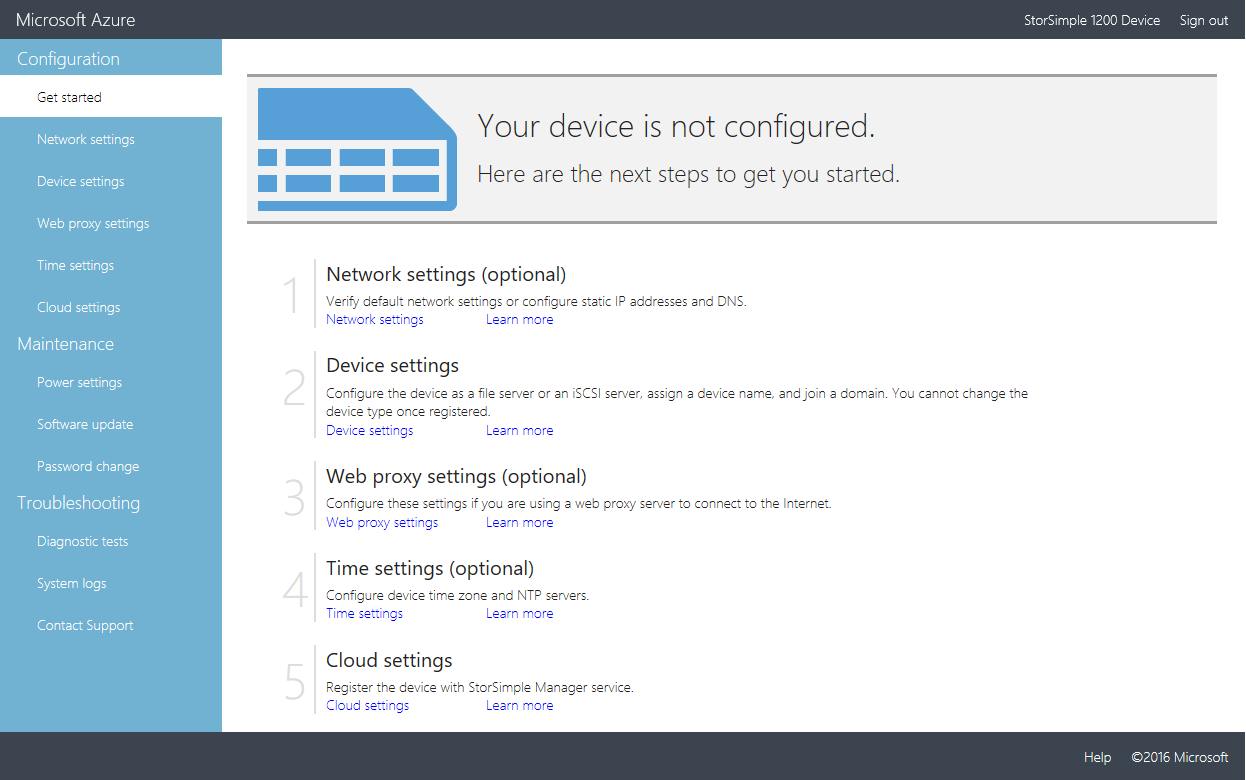 Microsoft Azure
StorSimple 1200 Device Sign out
Configuration
Get started
Network settings
Device settings
Web proxy settings
Time settings
Cloud settings
Maintenance
Power settings
Software update
Password change
Troubleshooting
Diagnostic tests
System logs
Contact Support
Your device is not configured.
Here are the next steps to get you started.
1
Network settings (optional)
Verify default network settings or configure static IP addresses and DNS.
Network settings Learn more
2
Device settings
Configure the device as a file server or an iSCSI server, assign a device name, and join a domain. You cannot change the
device type once registered.
Device settings Learn more
3
Web proxy settings (optional)
Configure these settings if you are using a web proxy server to connect to the Internet.
Web proxy settings Learn more
4
Time settings (optional)
Configure device time zone and NTP servers.
Time settings Learn more
5
Cloud settings
Register the device with StorSimple Manager service.
Cloud settings Learn more
Help ©2016 Microsoft